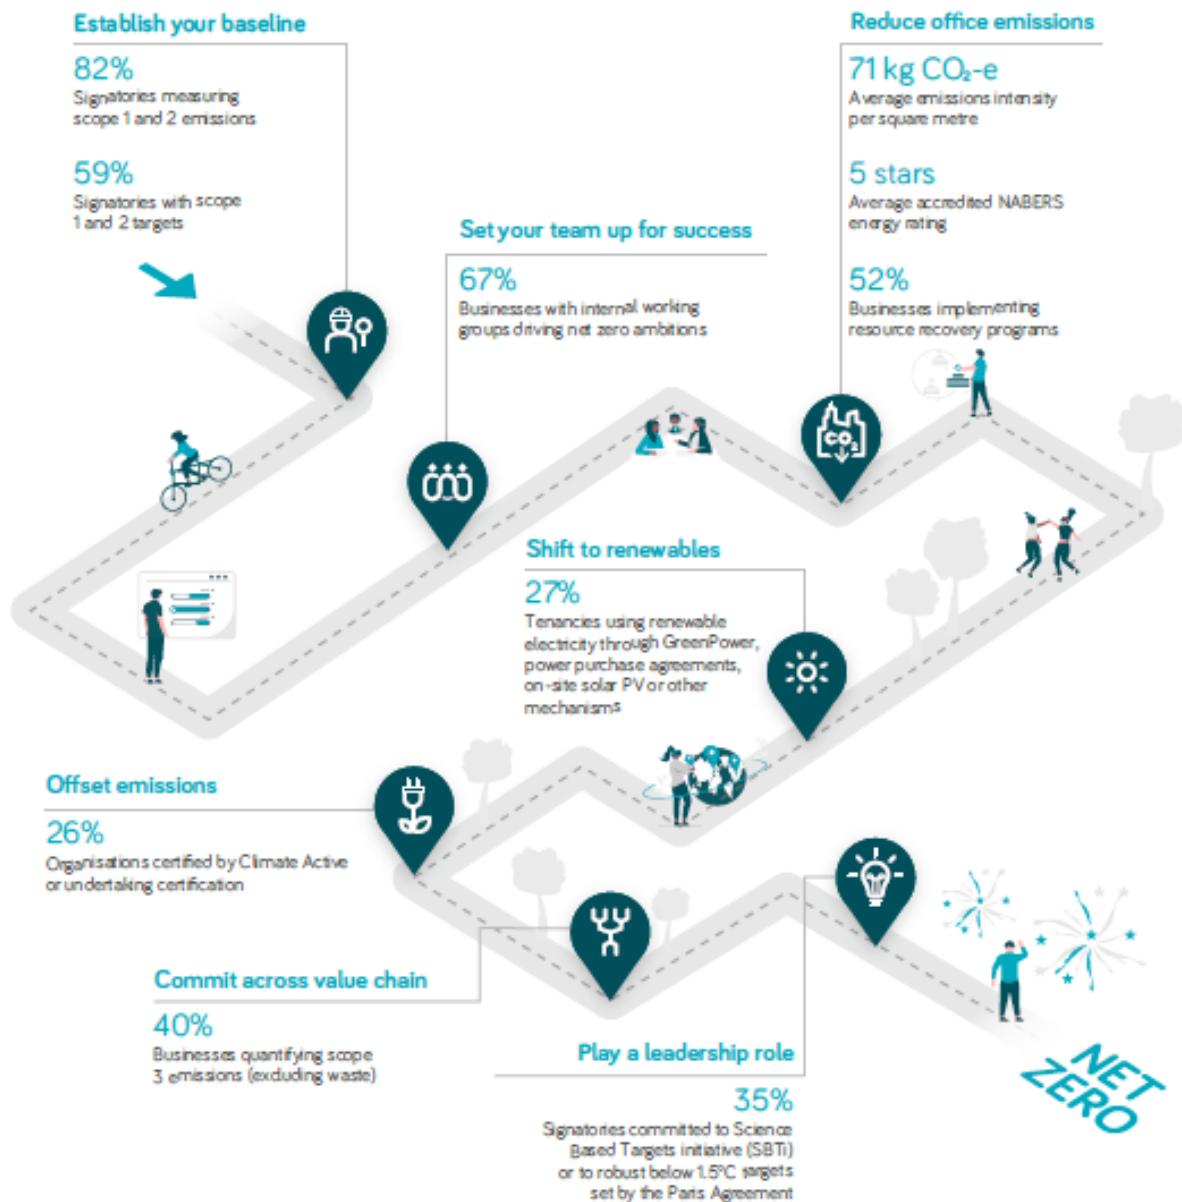 Establish your baseline
82%
Signatories measuring
scope 1 and 2 emissions
59%
Signatories with scope
1 and 2 targets
Set your team up for success
67%
Businesses with internal working
groups driving net zero ambitions
Reduce office emissions
71 kg CO₂-e
Average emissions intensity
per square metre
5 stars
Average accredited NABERS
energy rating
52%
Businesses implementing
resource recovery programs
CO₂
Shift to renewables
27%
Tenancies using renewable
electricity through GreenPower,
power purchase agreements,
on-site solar PV or other
mechanisms
Offset emissions
26%
Organisations certified by Climate Active
or undertaking certification
Commit across value chain
40%
Businesses quantifying scope
3 emissions (excluding waste)
Play a leadership role
35%
Signatories committed to Science
Based Targets initiative (SBTi)
or to robust below 1.5°C targets
set by the Paris Agreement
NET
ZERO